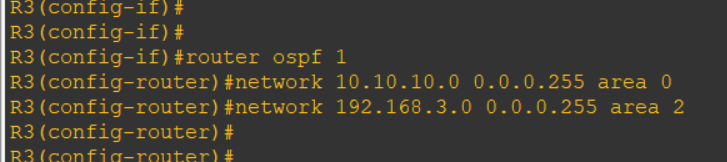 R3(config-if)#
R3(config-if)#
R3(config-if)#router ospf 1
R3(config-router)#network 10.10.10.0 0.0.0.255 area 0
R3(config-router)#network 192.168.3.0 0.0.0.255 area 2
R3(config-router)#
R3(config-router)#